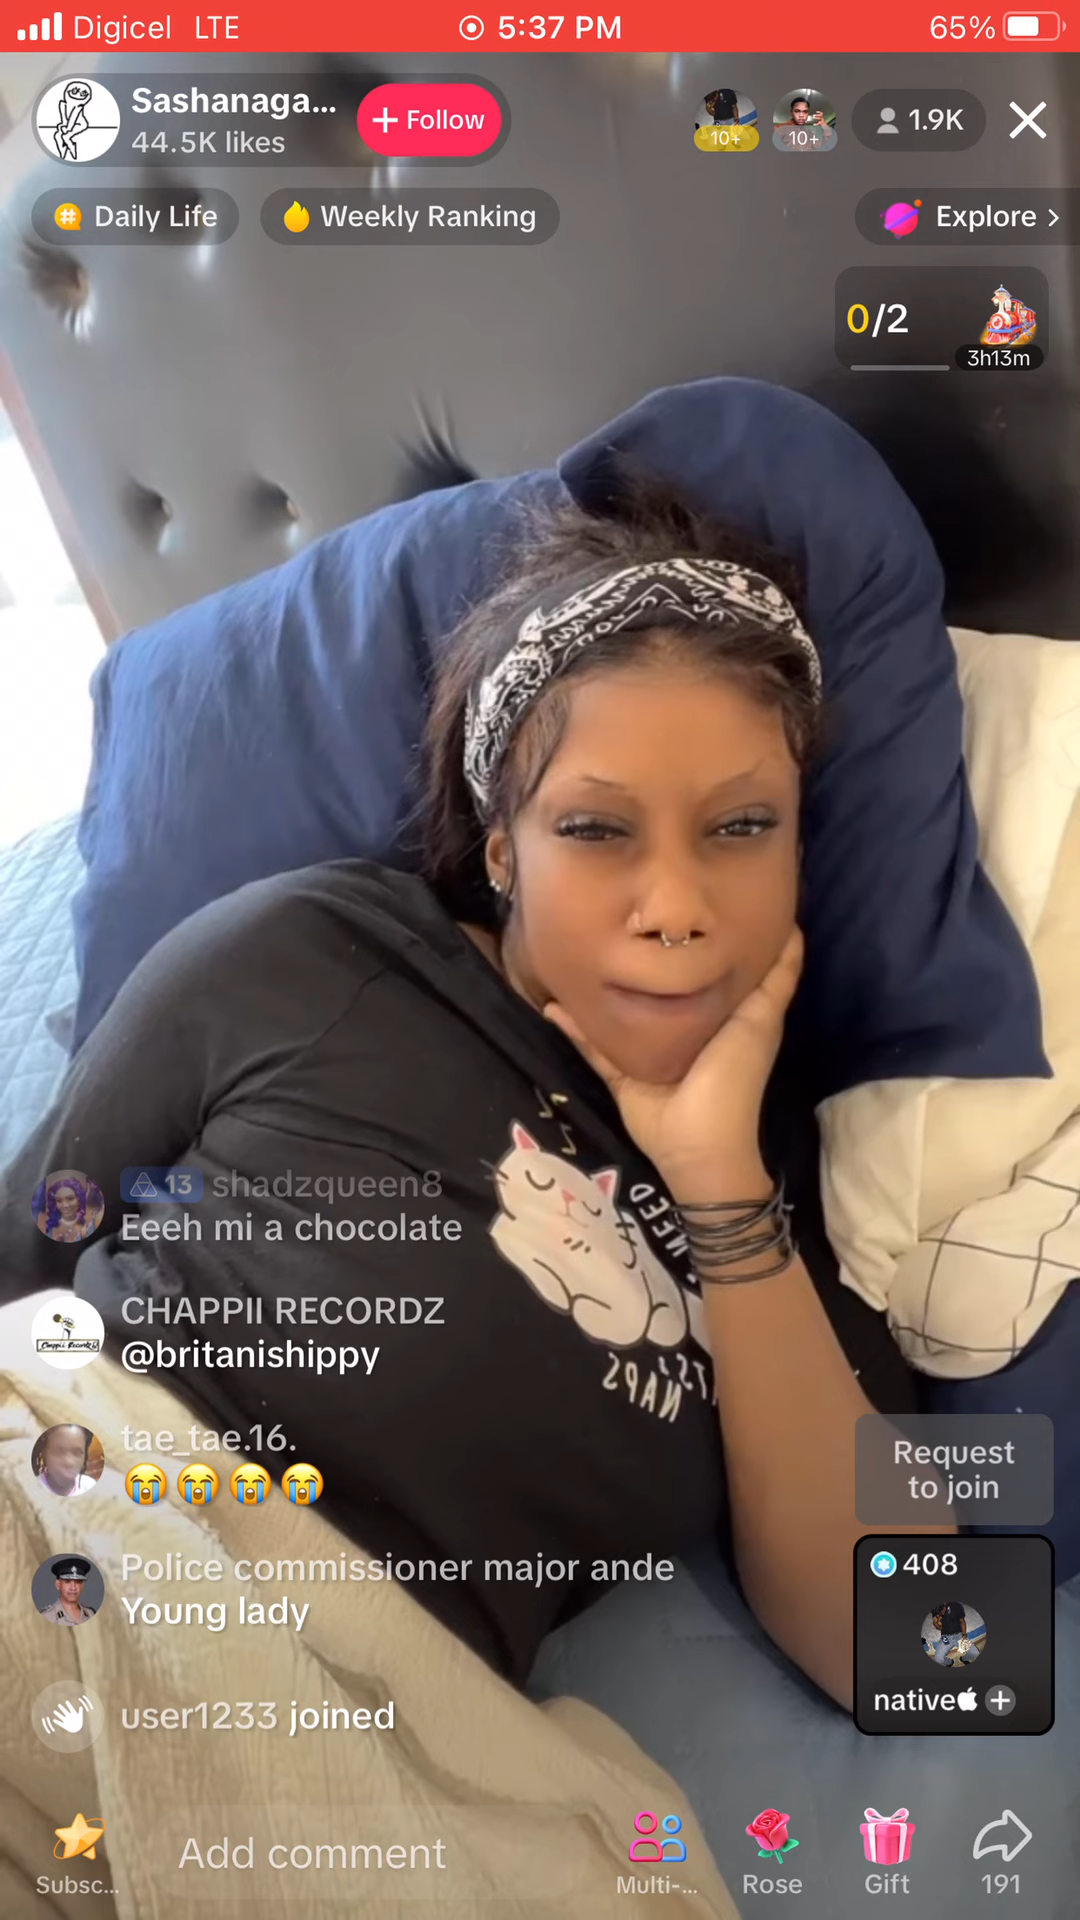 Digicel LTE 5:37 PM 65%
Sashanaga...
44.5K likes
+ Follow
10+
10+
1.9K
Daily Life
Weekly Ranking
Explore >
0/2
3h13m
13 shadzqueen8
Eeeh mi a chocolate
CHAPPII RECORDZ
@britanishippy
tae_tae.16.
😭😭😭😭
Police commissioner major ande
Young lady
user1233 joined
NEED
NAPS
Request
to join
408
native
Subsc...
Add comment
Multi-...
Rose
Gift
191